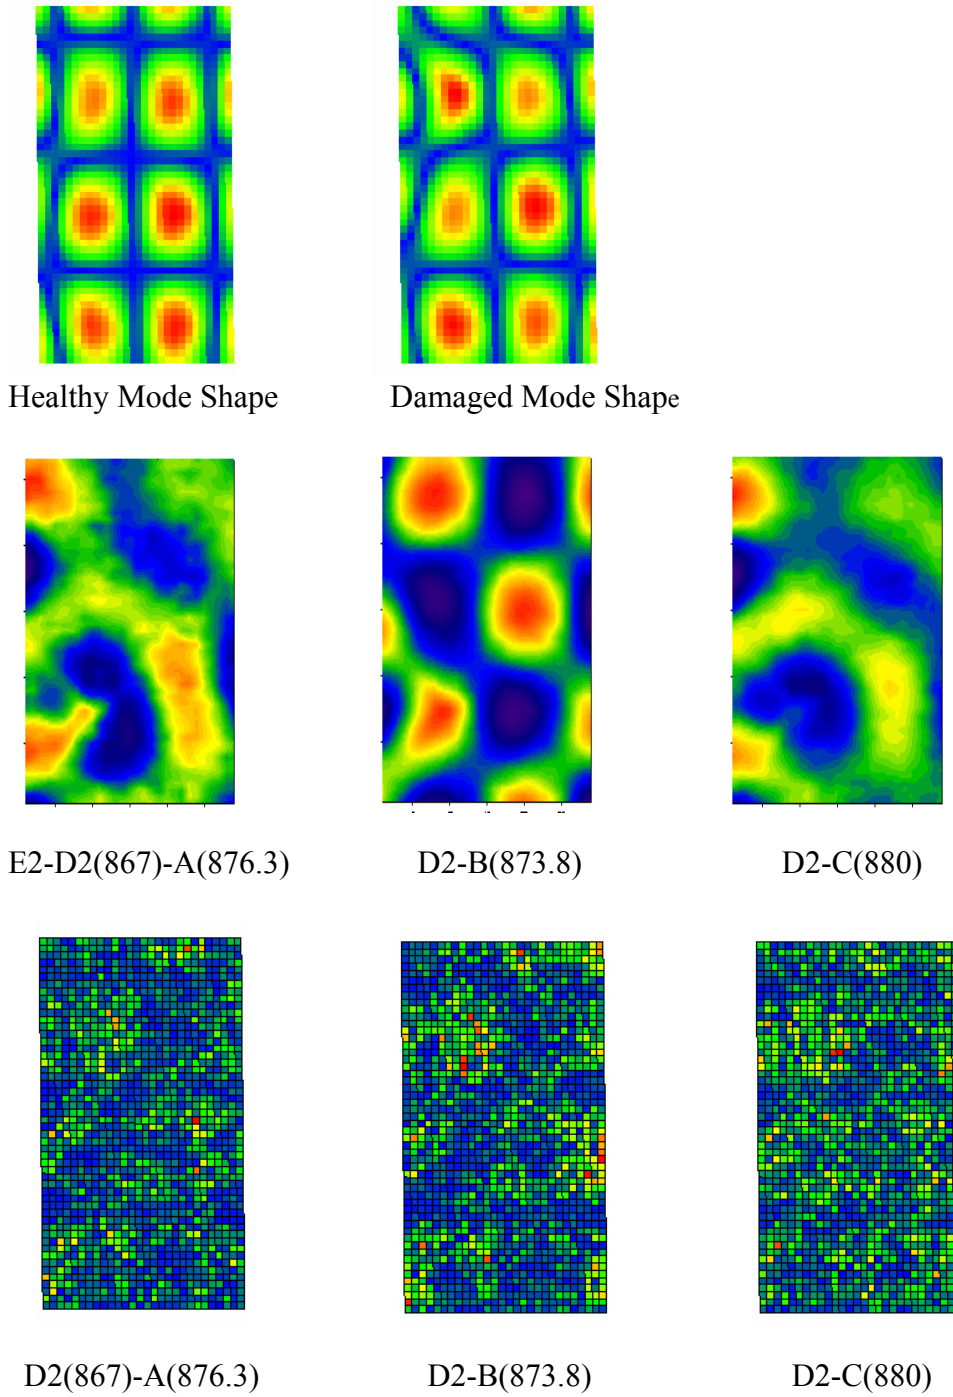 Healthy Mode Shape Damaged Mode Shape
E2-D2(867)-A(876.3) D2-B(873.8) D2-C(880)
D2(867)-A(876.3) D2-B(873.8) D2-C(880)